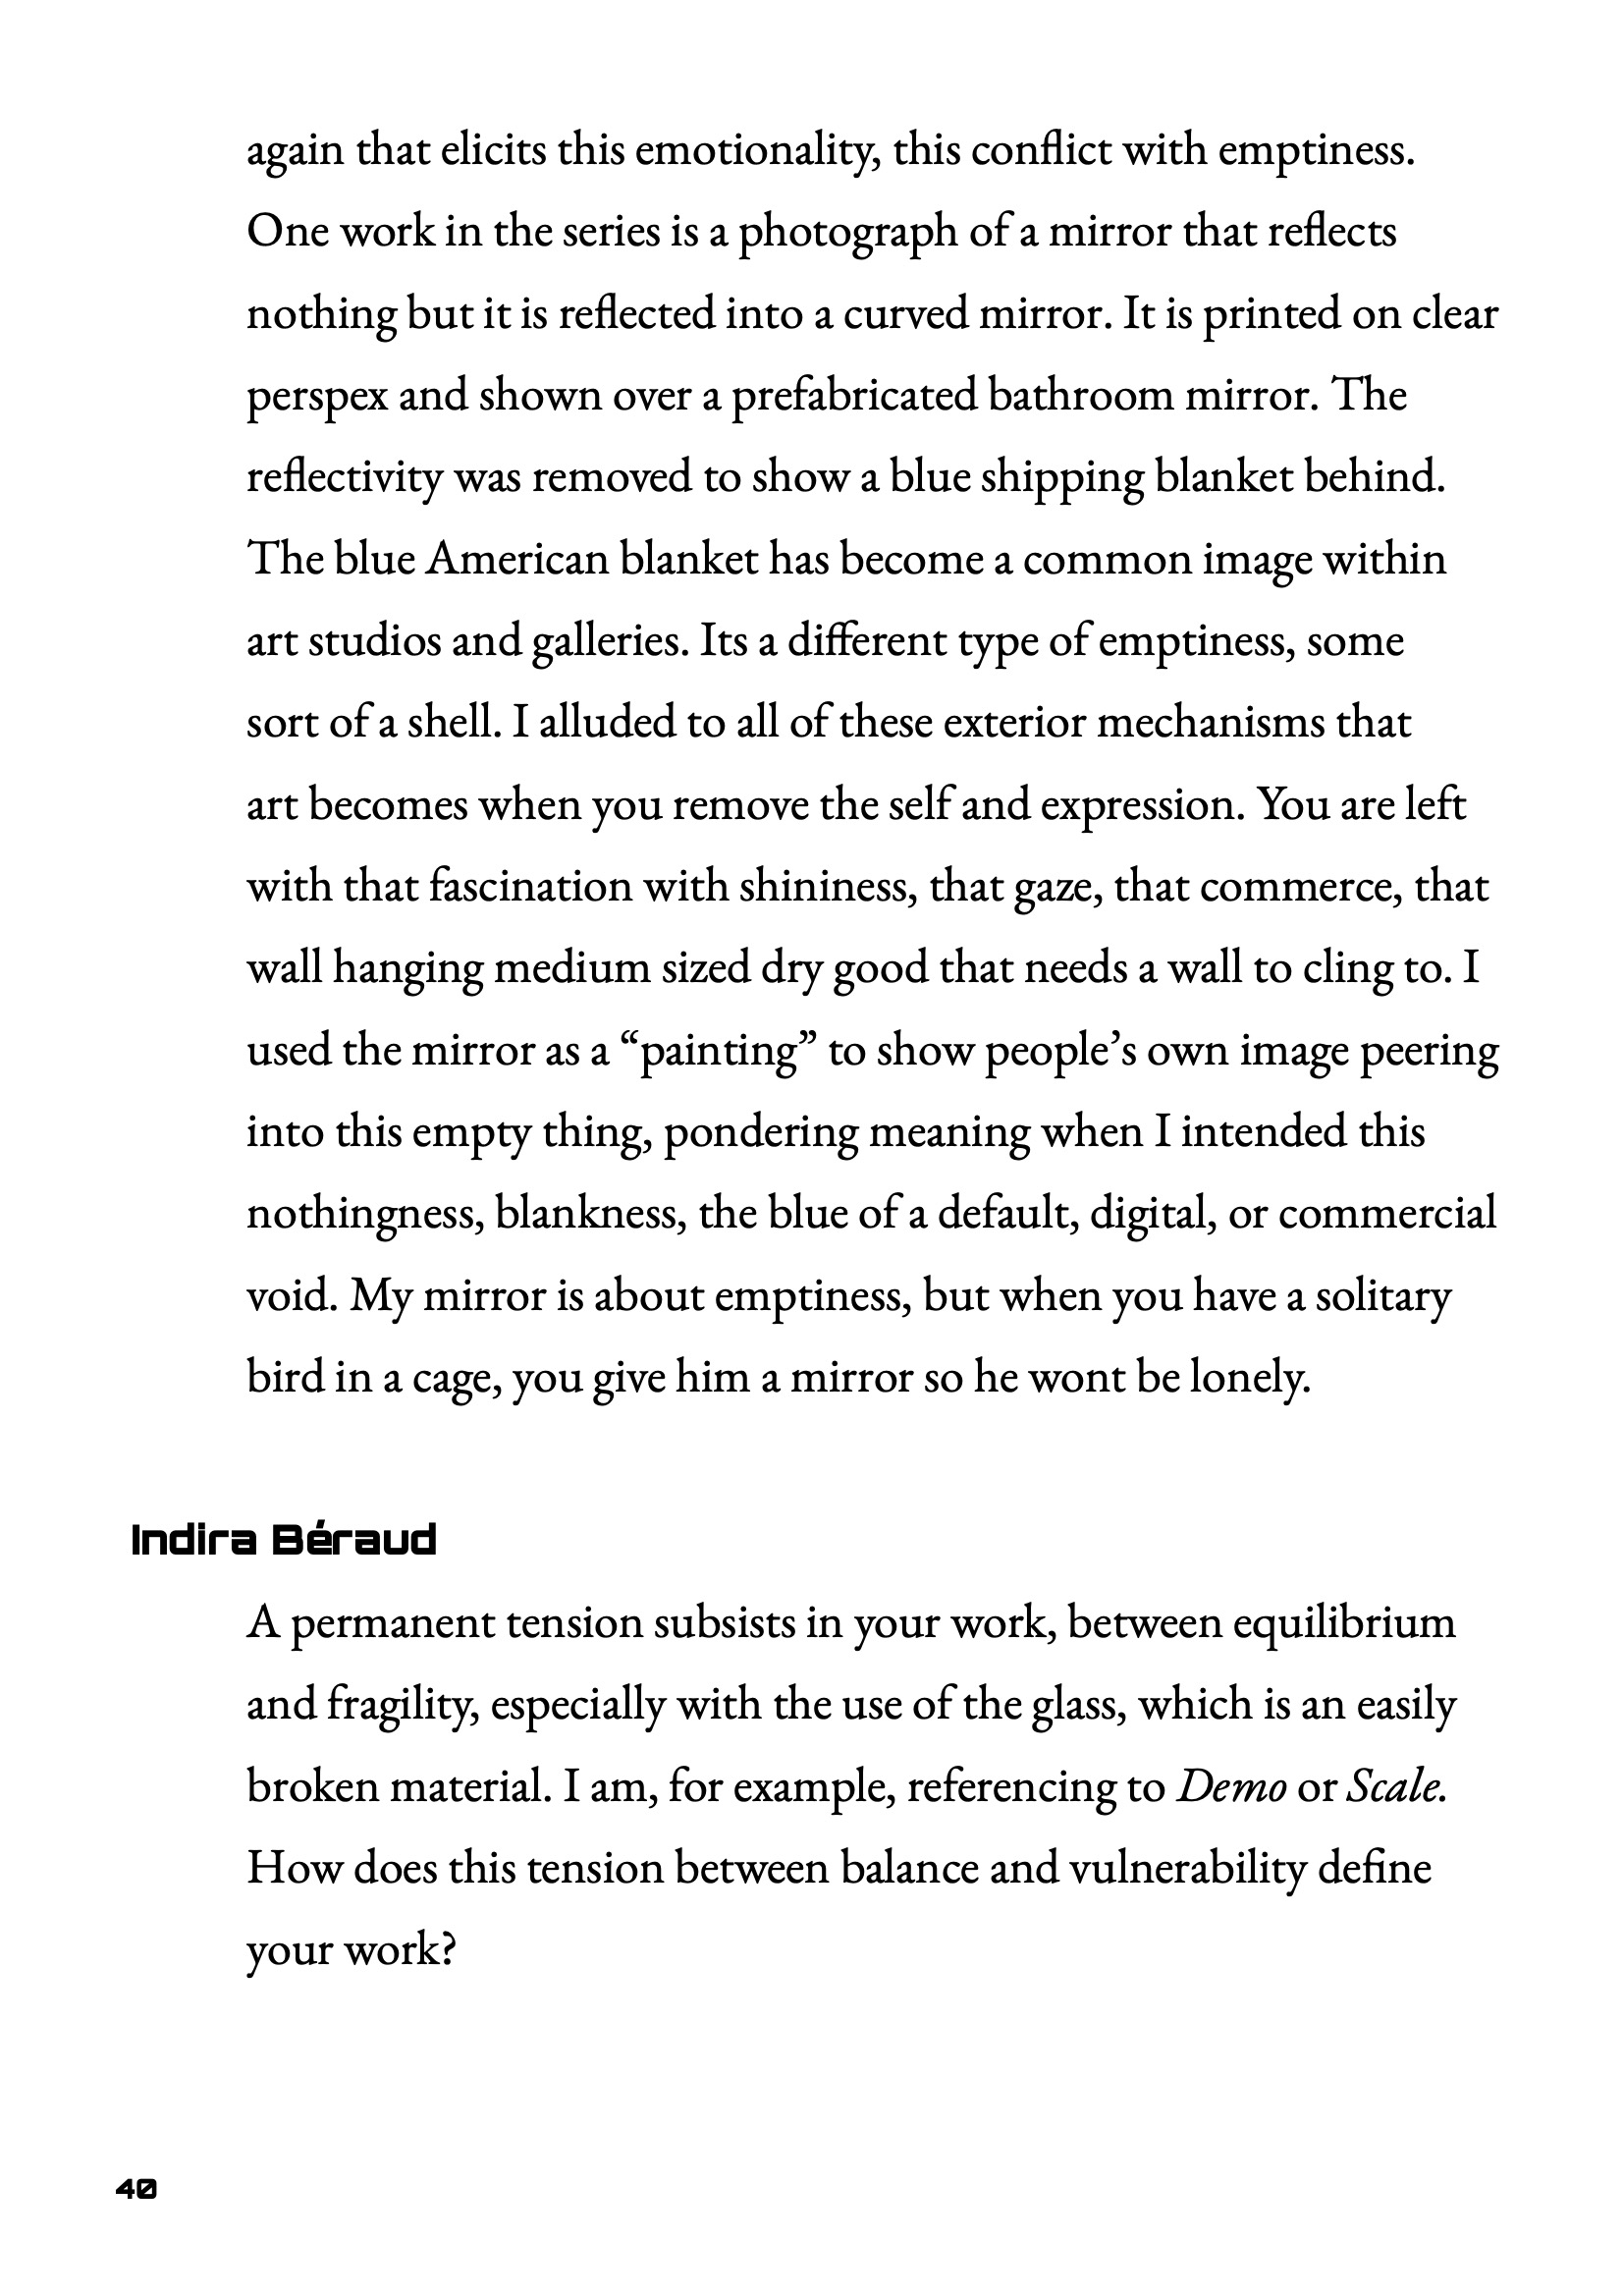 again that elicits this emotionality, this conflict with emptiness.
One work in the series is a photograph of a mirror that reflects
nothing but it is reflected into a curved mirror. It is printed on clear
perspex and shown over a prefabricated bathroom mirror. The
reflectivity was removed to show a blue shipping blanket behind.
The blue American blanket has become a common image within
art studios and galleries. Its a different type of emptiness, some
sort of a shell. I alluded to all of these exterior mechanisms that
art becomes when you remove the self and expression. You are left
with that fascination with shininess, that gaze, that commerce, that
wall hanging medium sized dry good that needs a wall to cling to. I
used the mirror as a “painting” to show people’s own image peering
into this empty thing, pondering meaning when I intended this
nothingness, blankness, the blue of a default, digital, or commercial
void. My mirror is about emptiness, but when you have a solitary
bird in a cage, you give him a mirror so he wont be lonely.
Indira Béraud
A permanent tension subsists in your work, between equilibrium
and fragility, especially with the use of the glass, which is an easily
broken material. I am, for example, referencing to Demo or Scale.
How does this tension between balance and vulnerability define
your work?
40